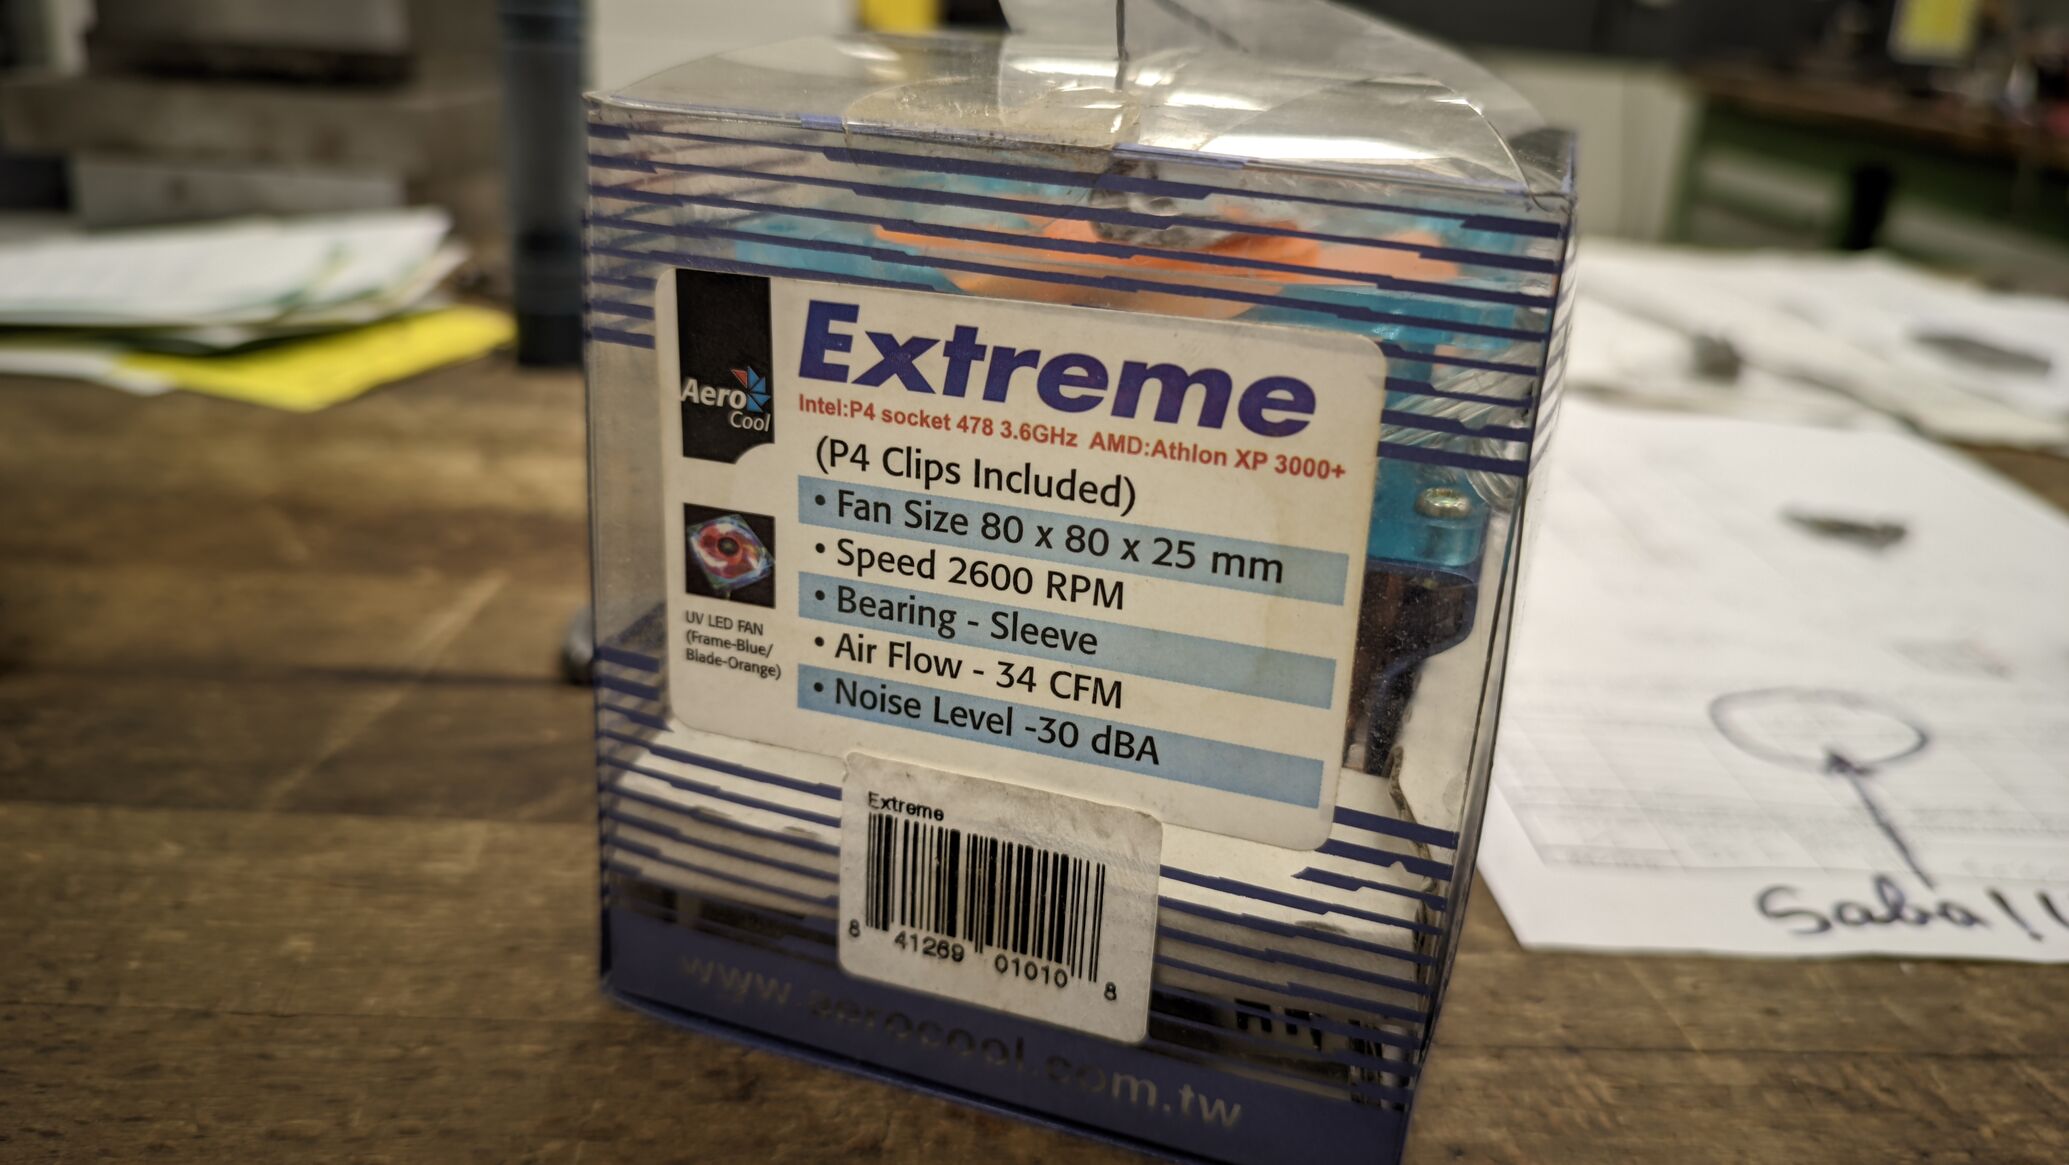 Aero
Cool
Extreme
Intel:P4 socket 478 3.6GHz AMD:Athlon XP 3000+
(P4 Clips Included)
• Fan Size 80 x 80 x 25 mm
• Speed 2600 RPM
• Bearing - Sleeve
• Air Flow - 34 CFM
• Noise Level -30 dBA
UV LED FAN
(Frame-Blue/
Blade-Orange)
Extreme
8 41269 01010 8
www.aerocool.com.tw
Saba!!